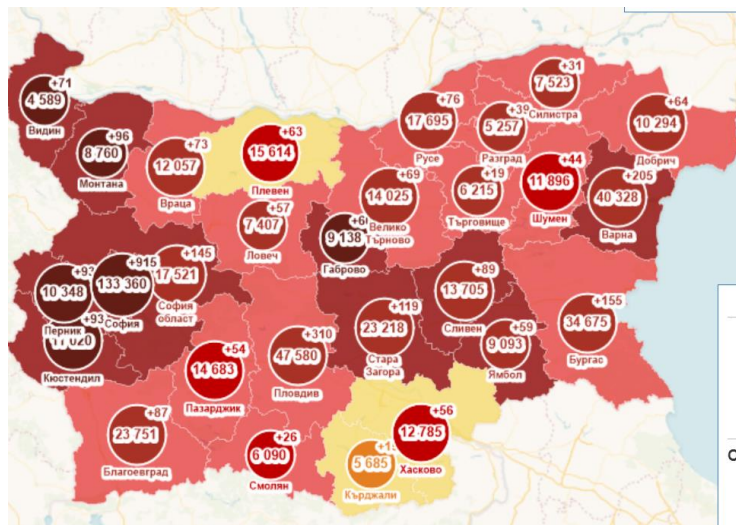 +71
4 589
Видин
+96
8 760
Монтана
+73
12 057
Враца
+63
15 614
Плевен
+57
7 407
Ловеч
9 138
Габрово
+69
14 025
Велико
Търново
+76
17 695
Русе
5 257
Разград
+31
7 523
Силистра
+64
10 294
Добрич
+19
6 215
Търговище
+44
11 896
Шумен
+205
40 328
Варна
10 348
Перник
+915
133 360
София
+145
17 521
София
област
+93
Кюстендил
+54
14 683
Пазарджик
+310
47 580
Пловдив
+119
23 218
Стара
Загора
+89
13 705
Сливен
+59
9 093
Ямбол
+155
34 675
Бургас
+87
23 751
Благоевград
+26
6 090
Смолян
5 685
Кърджали
+56
12 785
Хасково